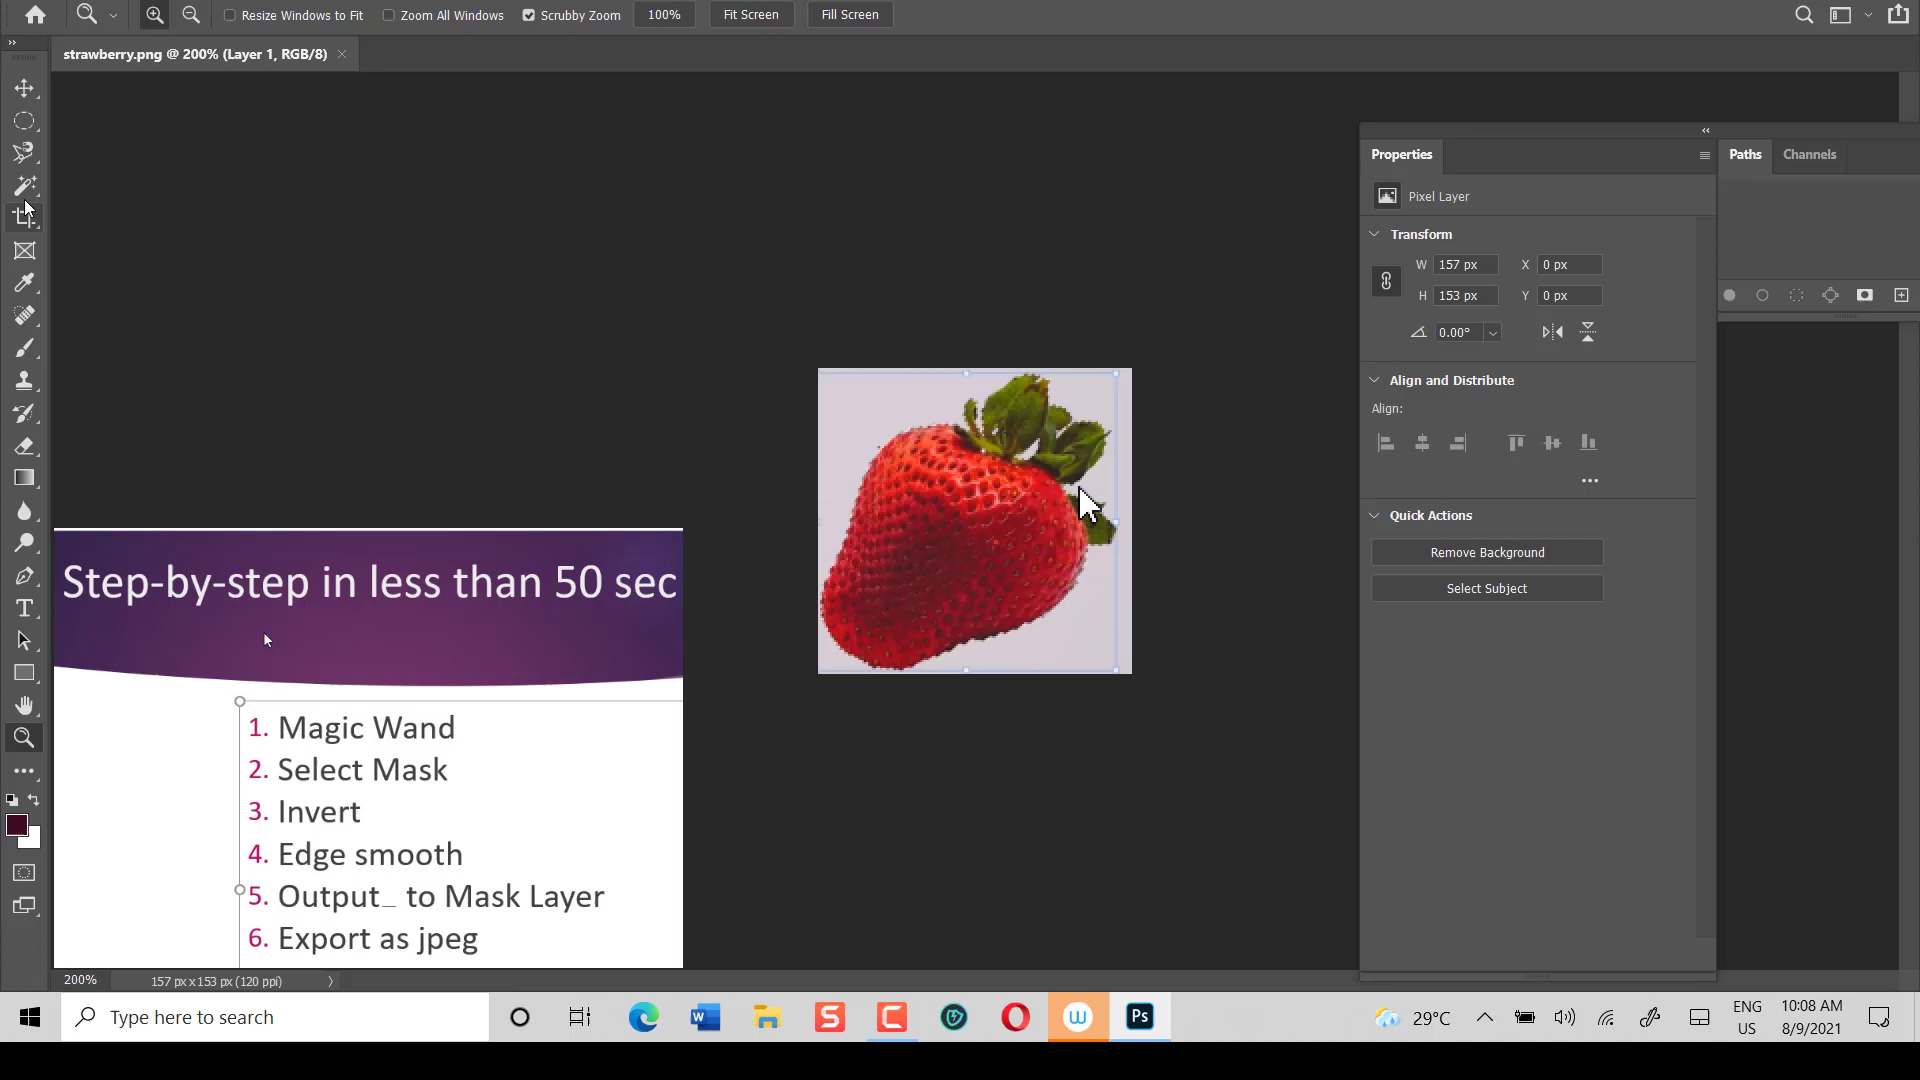 Resize Windows to Fit
Zoom All Windows
Scrubby Zoom
100%
Fit Screen
Fill Screen
strawberry.png @ 200% (Layer 1, RGB/8)
Properties
Paths
Channels
Pixel Layer
Transform
W 157 px X 0 px
H 153 px Y 0 px
0.00°
Align and Distribute
Align:
Quick Actions
Remove Background
Select Subject
Step-by-step in less than 50 sec
1. Magic Wand
2. Select Mask
3. Invert
4. Edge smooth
5. Output_ to Mask Layer
6. Export as jpeg
200%
157 px x 153 px (120 ppi)
Type here to search
W
S
C
W
Ps
29°C
ENG
US
10:08 AM
8/9/2021